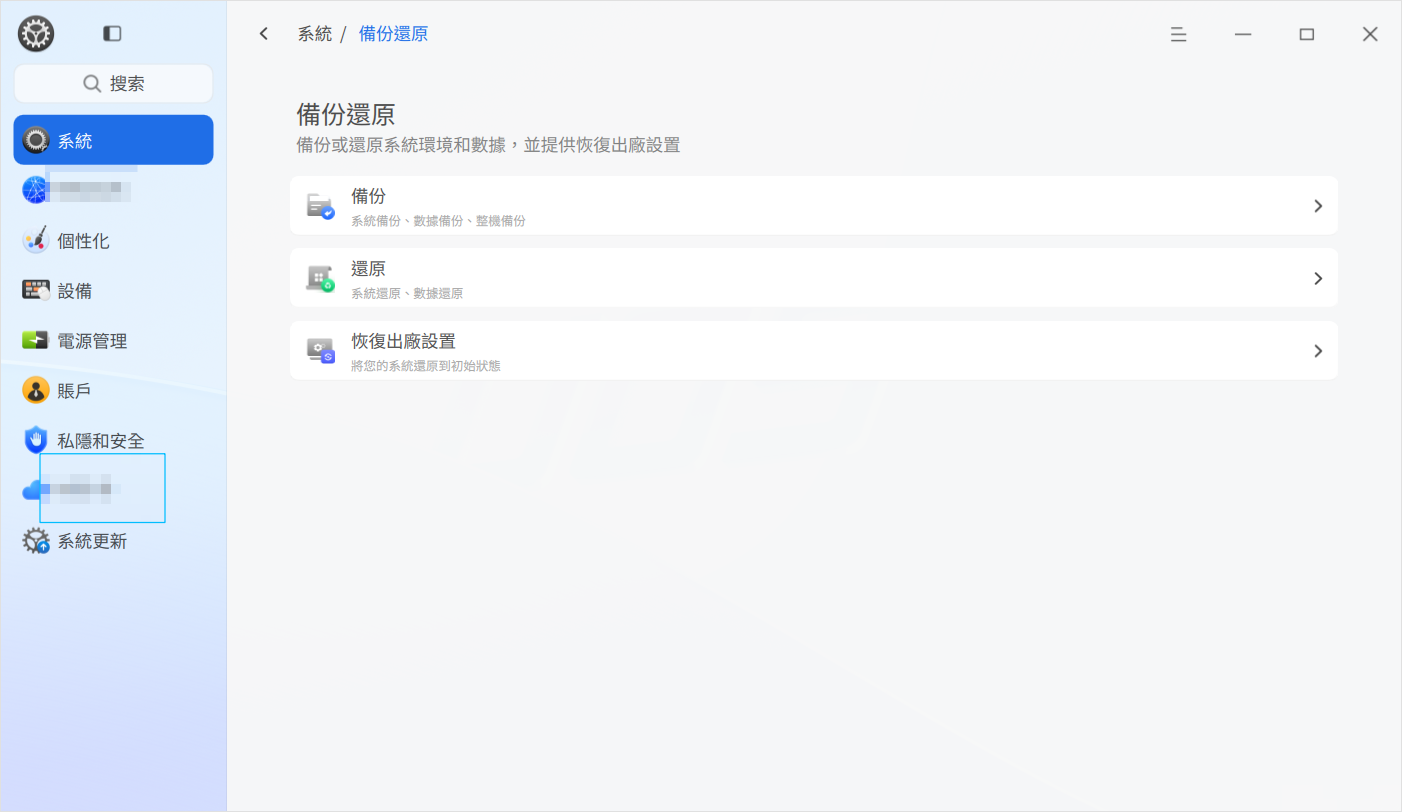 系統 / 備份還原
搜索
系統
個性化
設備
電源管理
賬戶
私隱和安全
系統更新
備份還原
備份或還原系統環境和數據，並提供恢復出廠設置
備份
系統備份、數據備份、整機備份
還原
系統還原、數據還原
恢復出廠設置
將您的系統還原到初始狀態